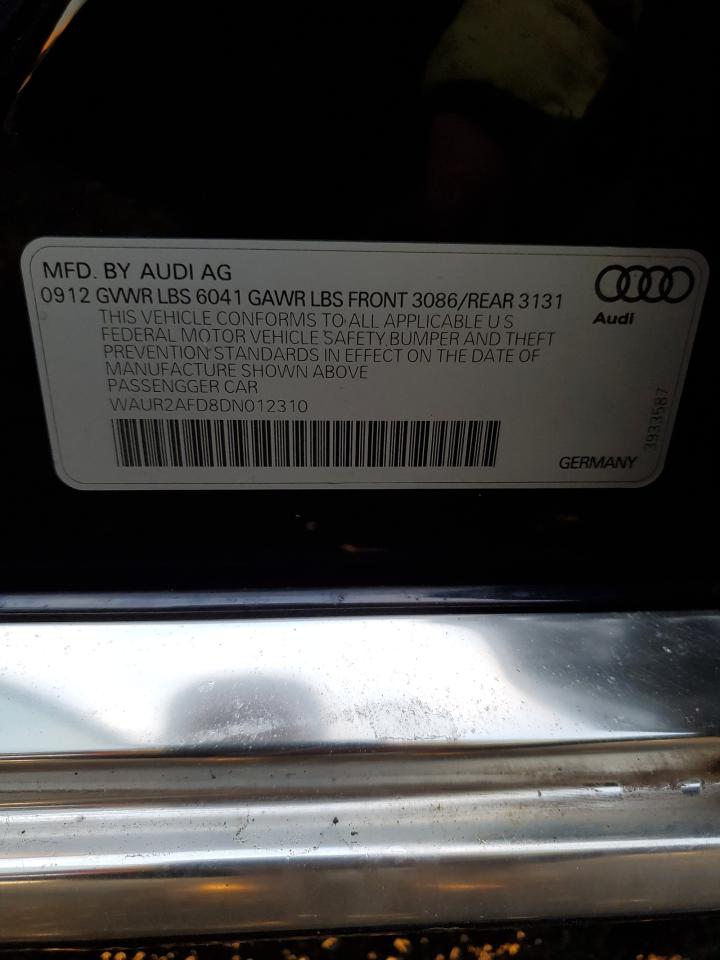 MFD. BY AUDI AG
0912 GVWR LBS 6041 GAWR LBS FRONT 3086/REAR 3131
THIS VEHICLE CONFORMS TO ALL APPLICABLE U S
FEDERAL MOTOR VEHICLE SAFETY,BUMPER AND THEFT
PREVENTION STANDARDS IN EFFECT ON THE DATE OF
MANUFACTURE SHOWN ABOVE
PASSENGGER CAR
WAUR2AFD8DN012310
Audi
3933587
GERMANY